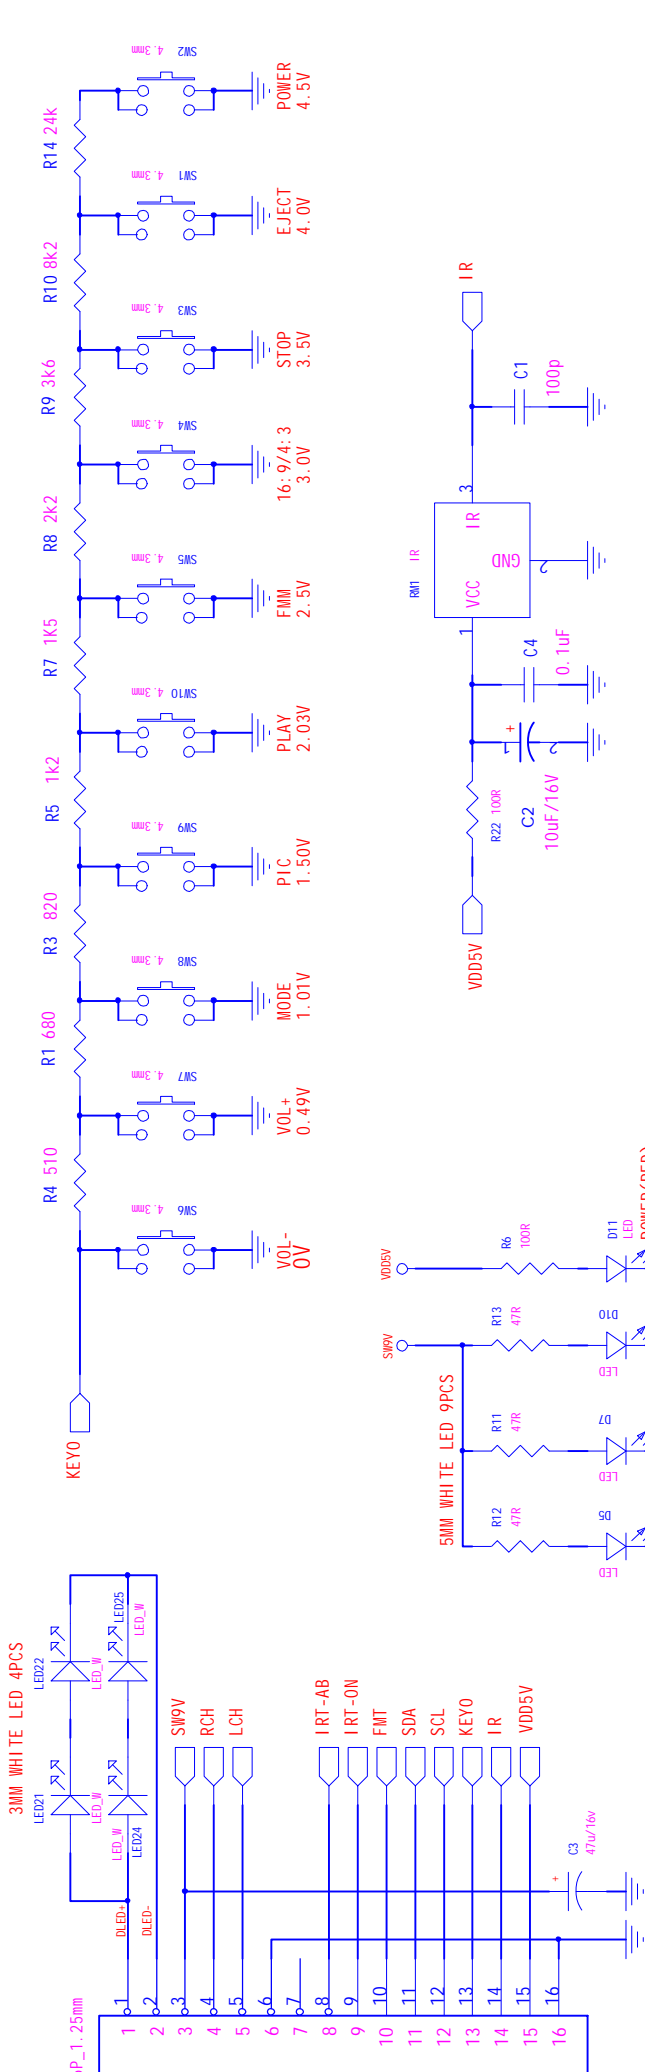 SW2
4.3mm
R14 24k
POWER
4.5V
SW1
4.3mm
R10 8k2
EJECT
4.0V
SW3
4.3mm
R9 3k6
STOP
3.5V
SW4
4.3mm
R8 2k2
16:9/4:3
3.0V
SW5
4.3mm
R7 1K5
FMM
2.5V
SW10
4.3mm
R5 1k2
PLAY
2.03V
SW9
4.3mm
R3 820
PIC
1.50V
SW8
4.3mm
R1 680
MODE
1.01V
SW7
4.3mm
R4 510
VOL+
0.49V
SW6
4.3mm
VOL-
0V
KEY0
IR
C1
100p
3
IR
RM1 IR
GND
2
VCC
1
C4
0.1uF
+
1
2
C2
10uF/16V
R22 100R
VDD5V
VDD5V
R6
100R
D11
LED
SW9V
R13
47R
D10
LED
5MM WHITE LED 9PCS
R11
47R
D7
LED
R12
47R
D5
LED
3MM WHITE LED 4PCS
LED22
LED_W
LED25
LED_W
LED21
LED_W
LED24
LED_W
DLED+
DLED-
SW9V
RCH
LCH
IRT-AB
IRT-ON
FMT
SDA
SCL
KEY0
IR
VDD5V
C3
47u/16v
+
1 2 3 4 5 6 7 8 9 10 11 12 13 14 15 16
1 2 3 4 5 6 7 8 9 10 11 12 13 14 15 16
P_1.25mm